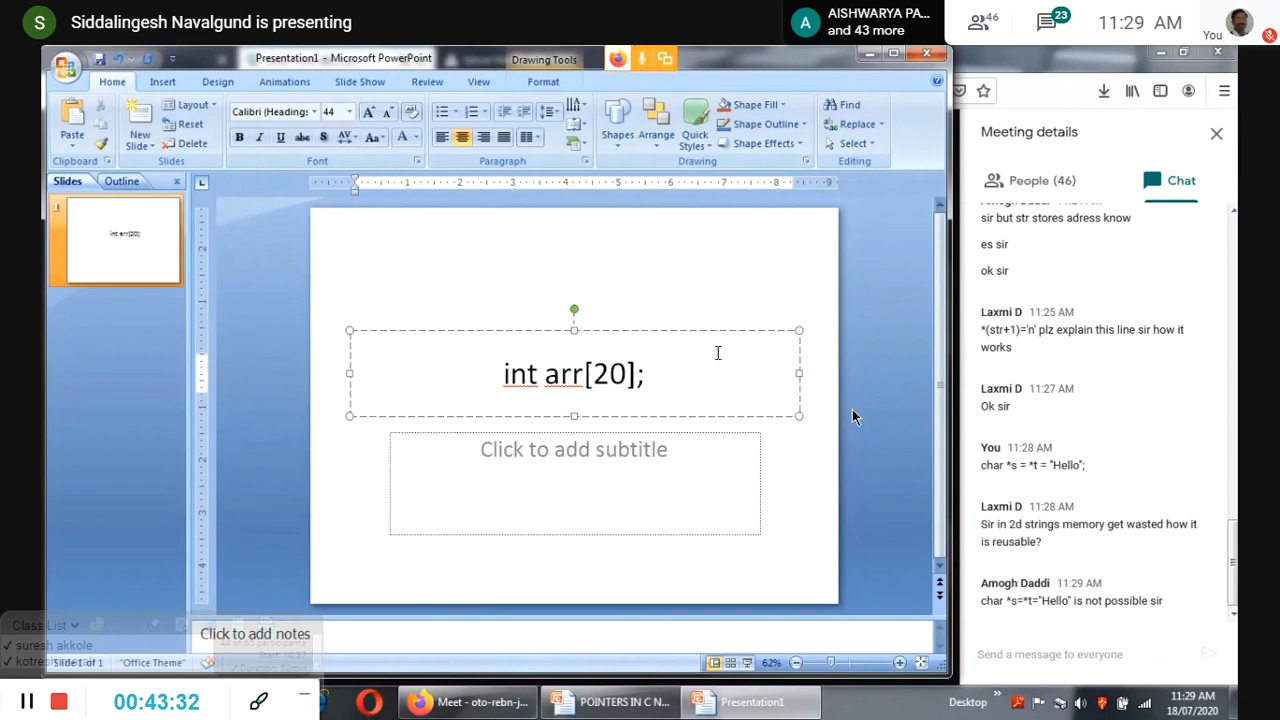 S Siddalingesh Navalgund is presenting
A AISHWARYA PA...
and 43 more
46
23
11:29 AM
You
Presentation1 - Microsoft PowerPoint
Drawing Tools
Home Insert Design Animations Slide Show Review View Format
Paste
Clipboard
New
Slide
Layout
Reset
Delete
Slides
Calibri (Headings) 44
B I U abc S AV Aa A
Font
Paragraph
Shapes Arrange Quick
Styles
Shape Fill
Shape Outline
Shape Effects
Drawing
Find
Replace
Select
Editing
Slides Outline
1
int arr[20];
int arr[20];
Click to add subtitle
Click to add notes
Class List
✓ suresh akkole
Slide 1 of 1 "Office Theme"
62%
Meeting details
People (46)
Chat
sir but str stores adress know
es sir
ok sir
Laxmi D 11:25 AM
*(str+1)='n' plz explain this line sir how it
works
Laxmi D 11:27 AM
Ok sir
You 11:28 AM
char *s = *t = "Hello";
Laxmi D 11:28 AM
Sir in 2d strings memory get wasted how it
is reusable?
Amogh Daddi 11:29 AM
char *s=*t="Hello" is not possible sir
Send a message to everyone
00:43:32
Meet - oto-rebn-j...
POINTERS IN C N...
Presentation1
Desktop
11:29 AM
18/07/2020